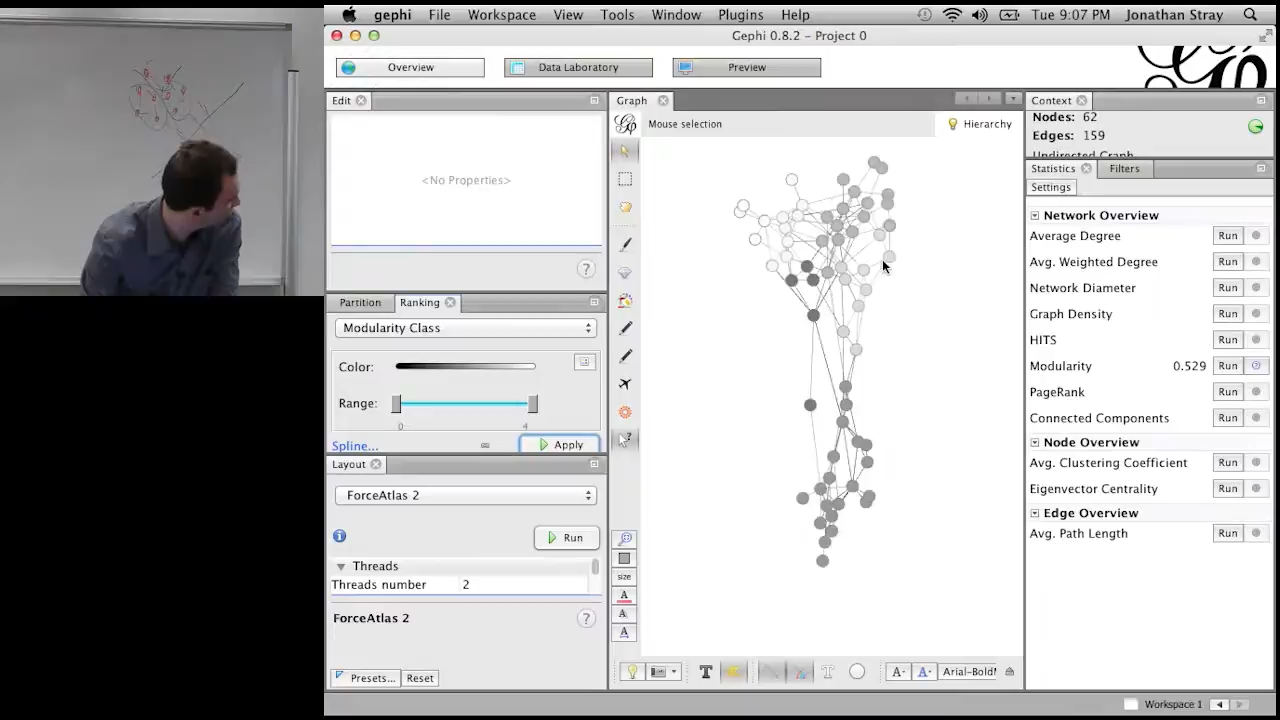 gephi File Workspace View Tools Window Plugins Help Tue 9:07 PM Jonathan Stray
Gephi 0.8.2 - Project 0
Overview Data Laboratory Preview
Edit
<No Properties>
Partition Ranking
Modularity Class
Color:
Range:
0 4
Spline... Apply
Layout
ForceAtlas 2
Run
Threads
Threads number 2
ForceAtlas 2
Presets... Reset
Graph
Mouse selection Hierarchy
size
Context
Nodes: 62
Edges: 159
Undirected Graph
Statistics Filters
Settings
Network Overview
Average Degree Run
Avg. Weighted Degree Run
Network Diameter Run
Graph Density Run
HITS Run
Modularity 0.529 Run
PageRank Run
Connected Components Run
Node Overview
Avg. Clustering Coefficient Run
Eigenvector Centrality Run
Edge Overview
Avg. Path Length Run
Workspace 1